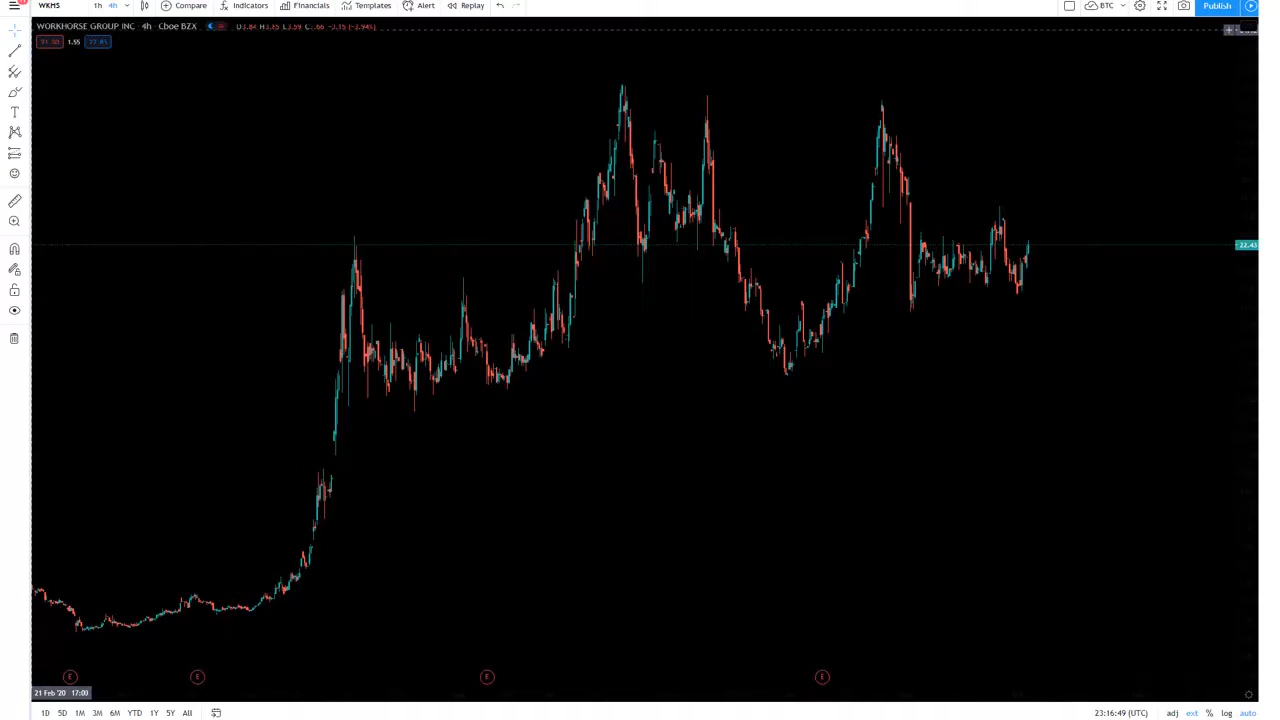 WKHS 1h 4h Compare Indicators Financials Templates Alert Replay BTC Publish
WORKHORSE GROUP INC · 4h · Cboe BZX
1.55
22.43
E E E E
21 Feb '20 17:00
1D 5D 1M 3M 6M YTD 1Y 5Y All 23:16:49 (UTC) adj ext % log auto